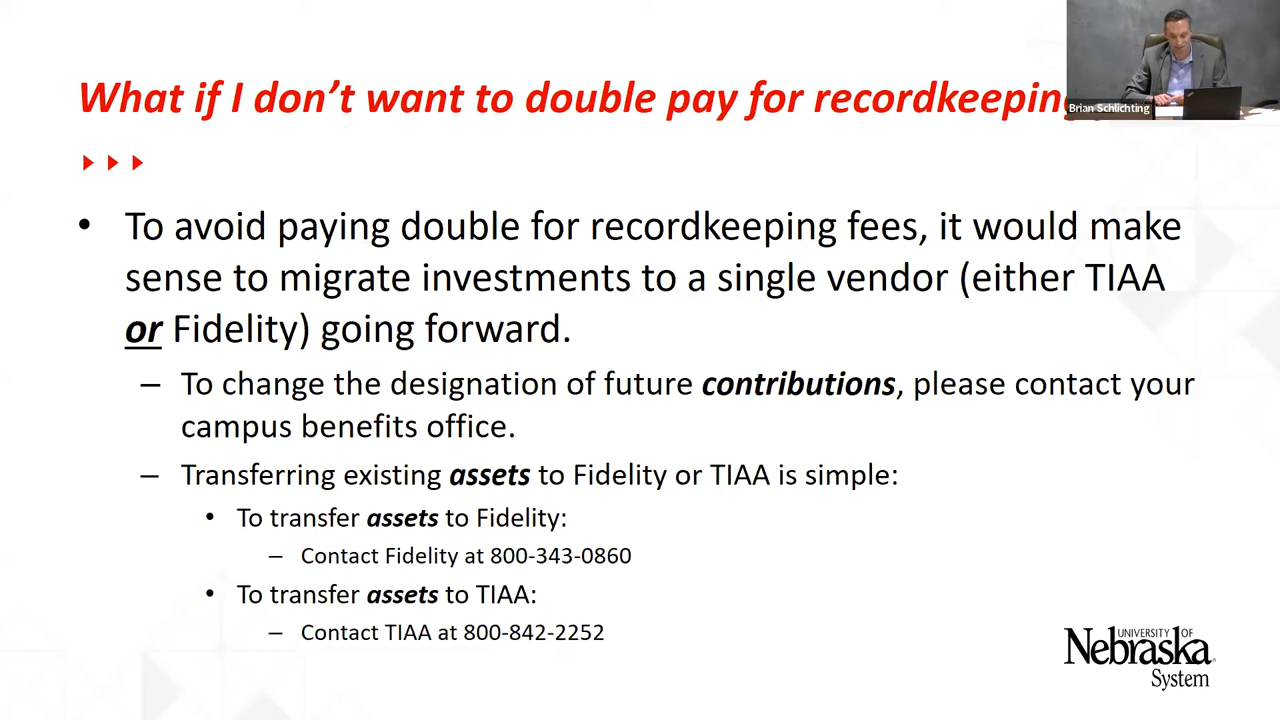 What if I don't want to double pay for recordkeeping
Brian Schlichting
• To avoid paying double for recordkeeping fees, it would make
sense to migrate investments to a single vendor (either TIAA
or Fidelity) going forward.
– To change the designation of future contributions, please contact your
campus benefits office.
– Transferring existing assets to Fidelity or TIAA is simple:
• To transfer assets to Fidelity:
– Contact Fidelity at 800-343-0860
• To transfer assets to TIAA:
– Contact TIAA at 800-842-2252
UNIVERSITY OF
Nebraska
System